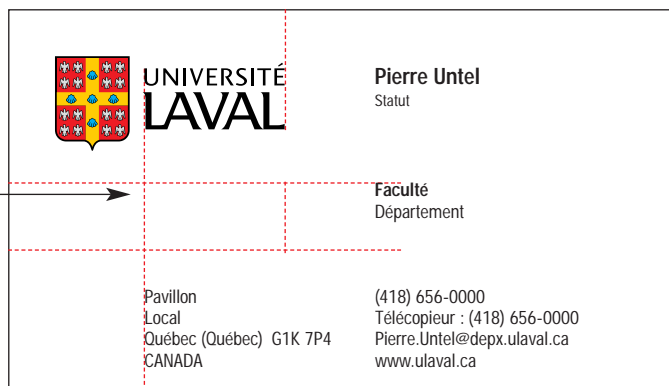 UNIVERSITÉ
LAVAL
Pierre Untel
Statut
Faculté
Département
Pavillon
Local
Québec (Québec)  G1K 7P4
CANADA
(418) 656-0000
Télécopieur : (418) 656-0000
Pierre.Untel@depx.ulaval.ca
www.ulaval.ca